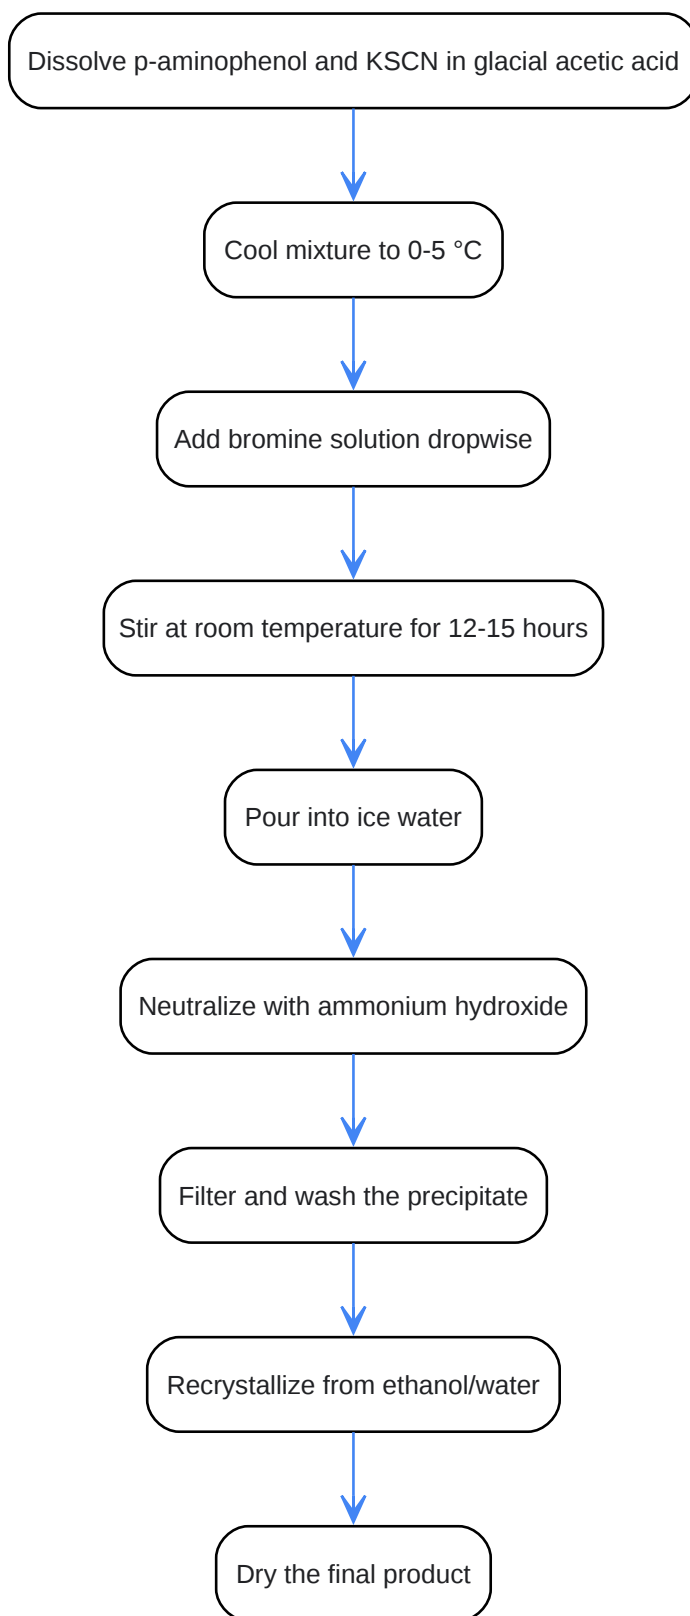 Dissolve p-aminophenol and KSCN in glacial acetic acid
Cool mixture to 0-5 °C
Add bromine solution dropwise
Stir at room temperature for 12-15 hours
Pour into ice water
Neutralize with ammonium hydroxide
Filter and wash the precipitate
Recrystallize from ethanol/water
Dry the final product